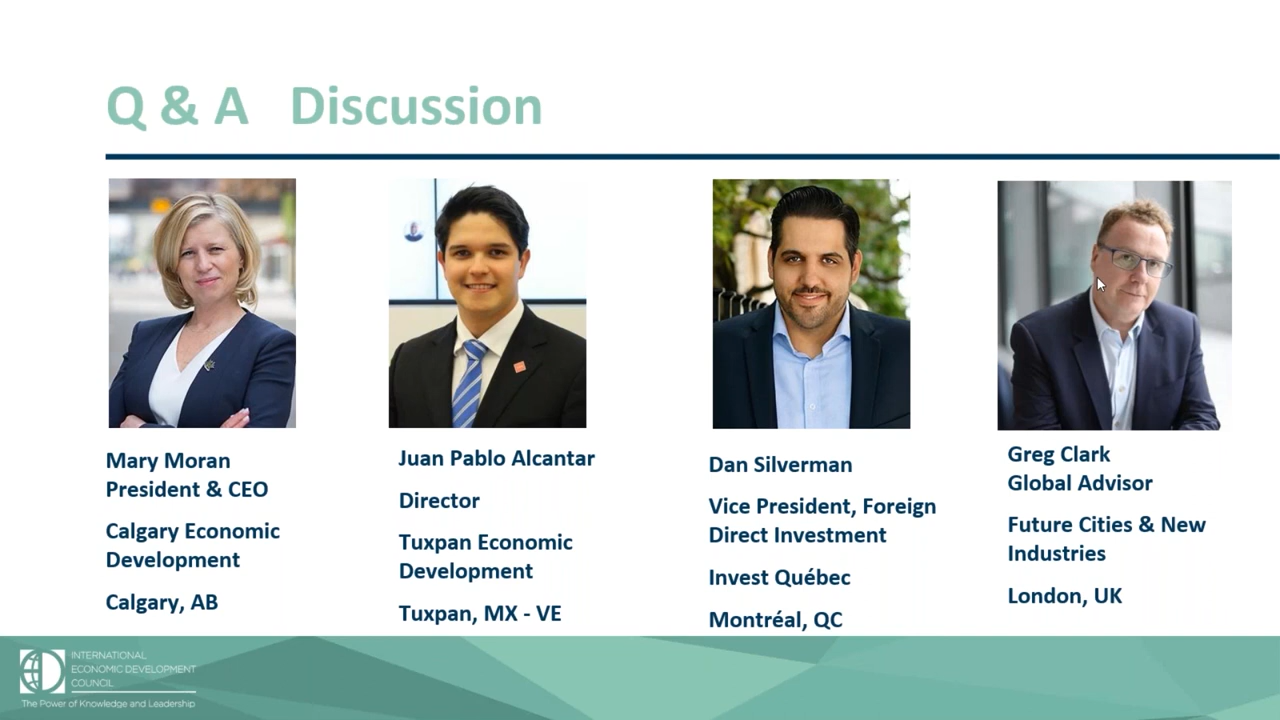 Q & A Discussion
Mary Moran
President & CEO
Calgary Economic
Development
Calgary, AB
Juan Pablo Alcantar
Director
Tuxpan Economic
Development
Tuxpan, MX - VE
Dan Silverman
Vice President, Foreign
Direct Investment
Invest Québec
Montréal, QC
Greg Clark
Global Advisor
Future Cities & New
Industries
London, UK
INTERNATIONAL
ECONOMIC DEVELOPMENT
COUNCIL
The Power of Knowledge and Leadership